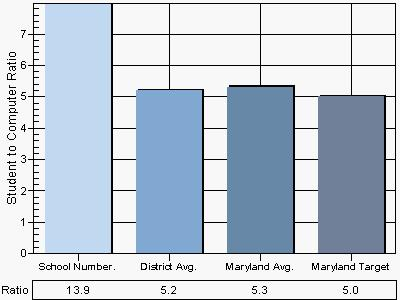 Student to Computer Ratio
7
6
5
4
3
2
1
0
School Number. District Avg. Maryland Avg. Maryland Target
Ratio 13.9 5.2 5.3 5.0